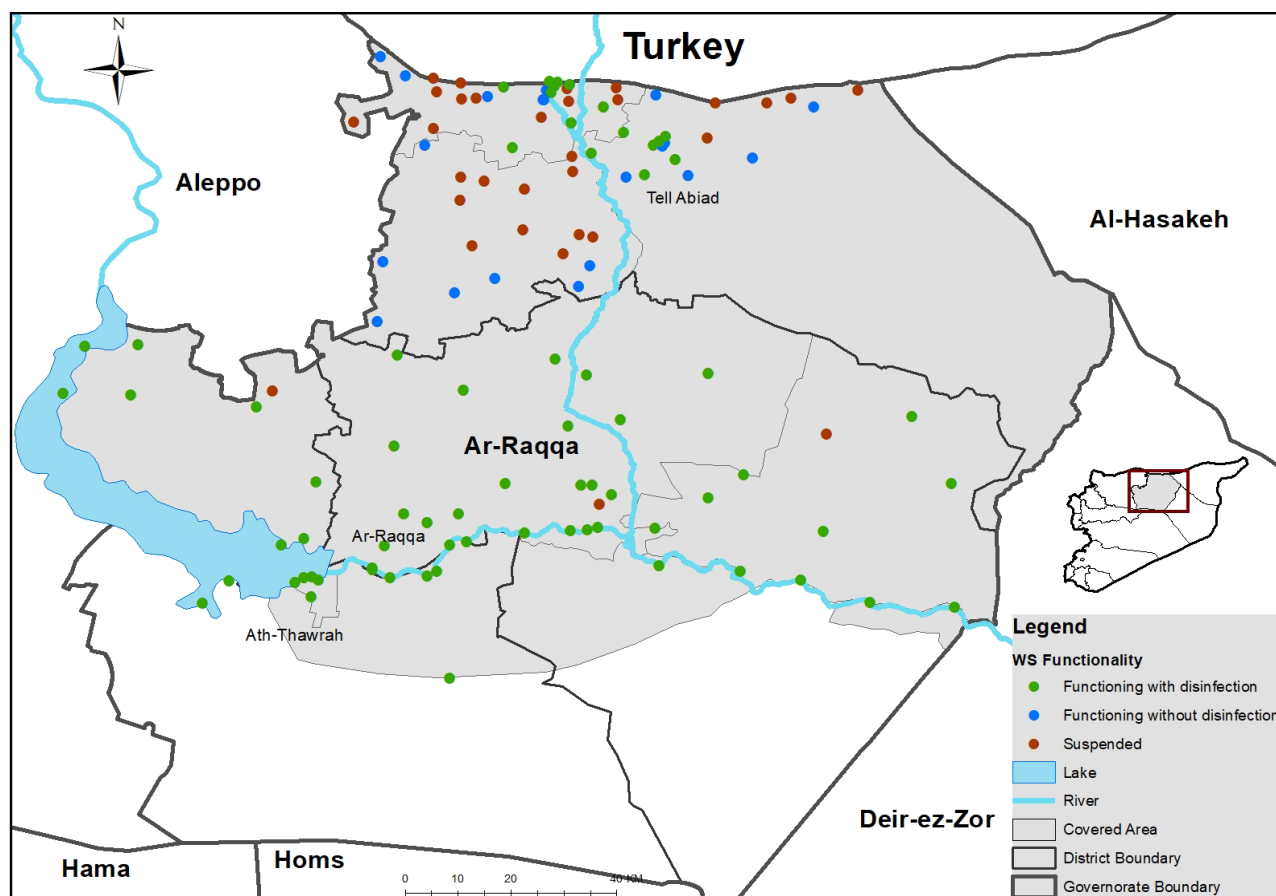 N
Turkey
Aleppo
Tell Abiad
Al-Hasakeh
Ar-Raqqa
Ar-Raqqa
Ath-Thawrah
Deir-ez-Zor
Hama
Homs
0 10 20 40 KM
Legend
WS Functionality
Functioning with disinfection
Functioning without disinfection
Suspended
Lake
River
Covered Area
District Boundary
Governorate Boundary